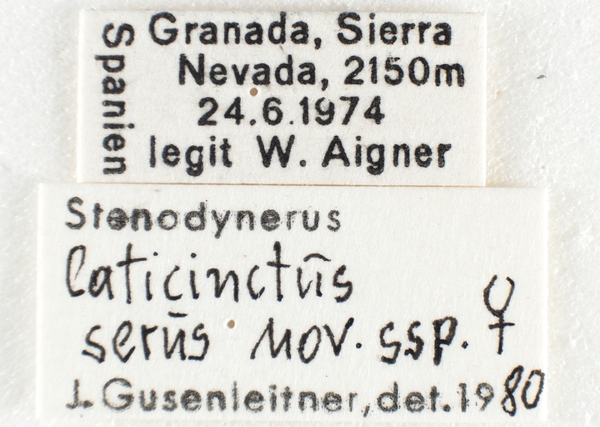 Spanien
Granada, Sierra
Nevada, 2150m
24.6.1974
legit W. Aigner
Stenodynerus
laticinctūs
serūs nov. ssp. ♀
J. Gusenleitner, det. 1980